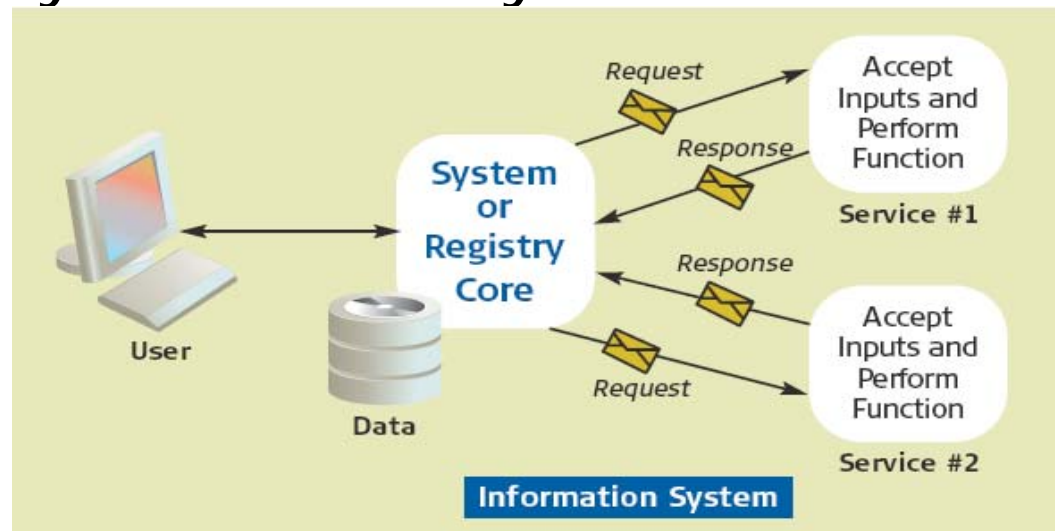 Request
Accept
Inputs and
Perform
Function
Service #1
Response
System
or
Registry
Core
Response
Accept
Inputs and
Perform
Function
Service #2
Request
User
Data
Information System